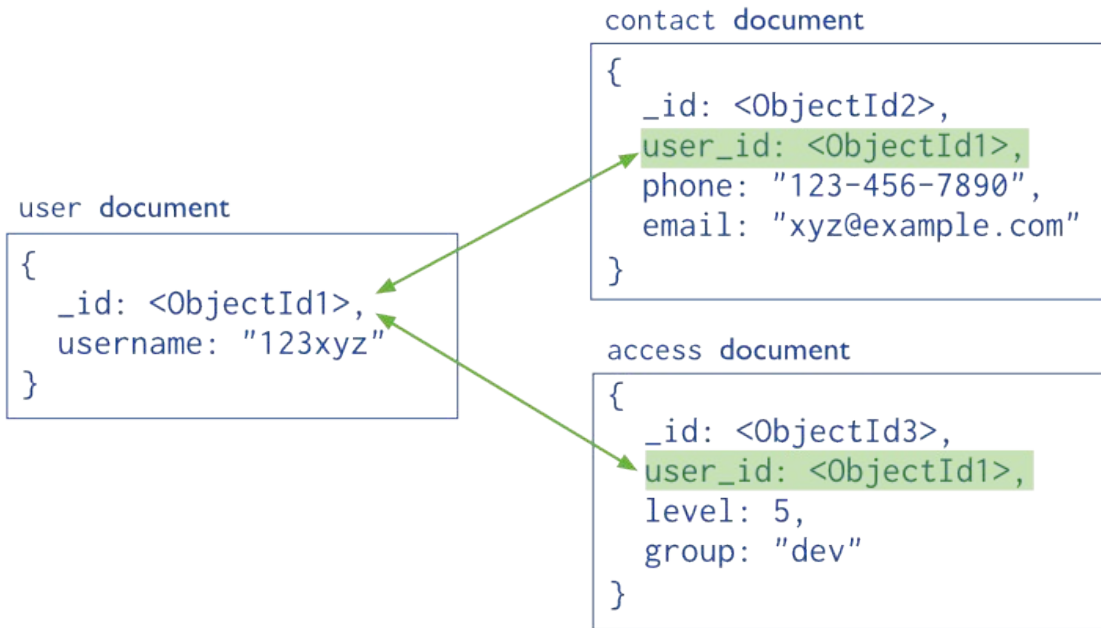 user document
{
_id: <ObjectId1>,
username: "123xyz"
}
contact document
{
_id: <ObjectId2>,
user_id: <ObjectId1>,
phone: "123-456-7890",
email: "xyz@example.com"
}
access document
{
_id: <ObjectId3>,
user_id: <ObjectId1>,
level: 5,
group: "dev"
}